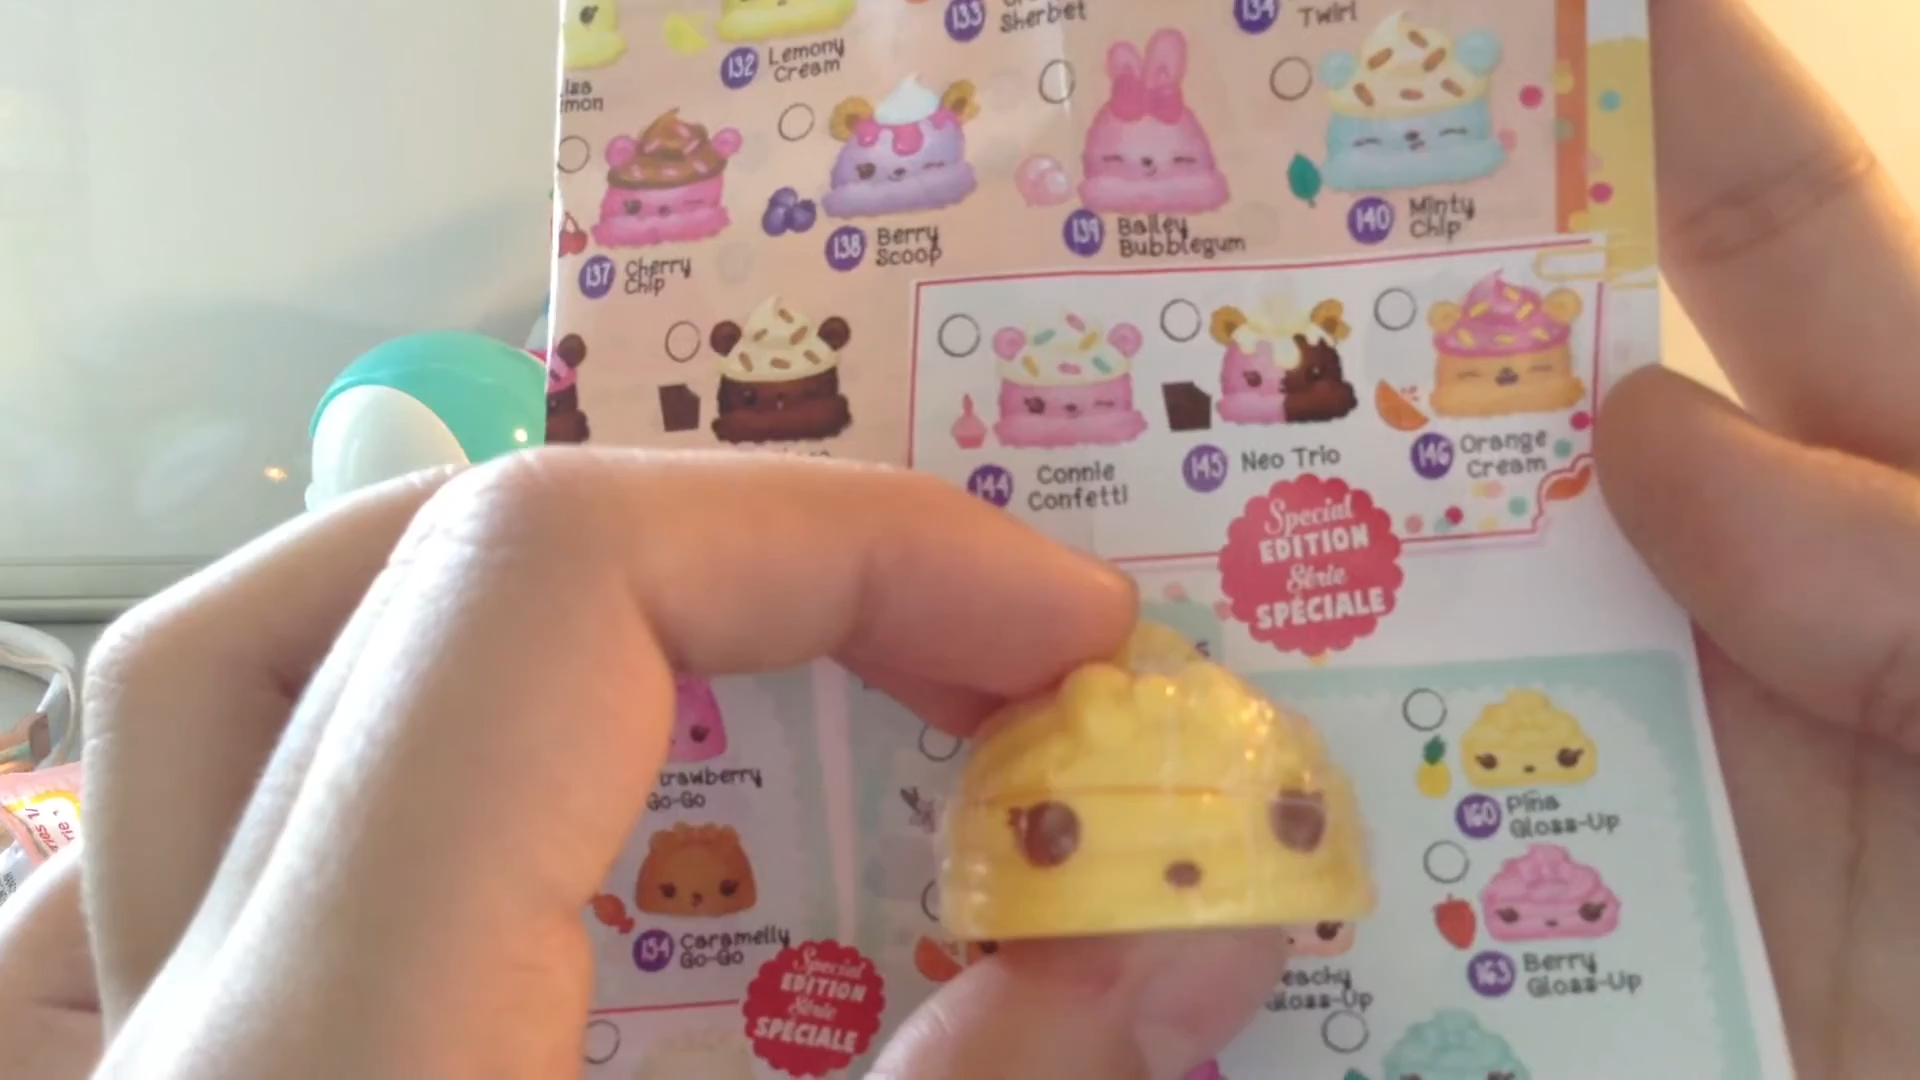 133
Sherbet
134
Twirl
132
Lemony
Cream
137
Cherry
Chip
138
Berry
Scoop
139
Bailey
Bubblegum
140
Minty
Chip
144
Connie
Confetti
145
Neo Trio
146
Orange
Cream
Special
EDITION
Série
SPÉCIALE
Go-Go
154
Caramelly
Go-Go
Special
EDITION
Série
SPÉCIALE
160
Piña
Gloss-Up
163
Berry
Gloss-Up
Gloss-Up